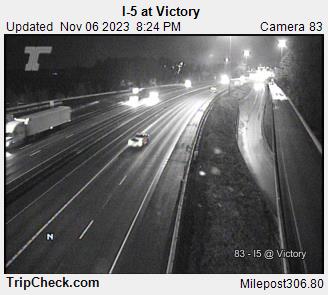 I-5 at Victory
Updated Nov 06 2023 8:24 PM Camera 83
T
N
83 - I5 @ Victory
TripCheck.com Milepost306.80